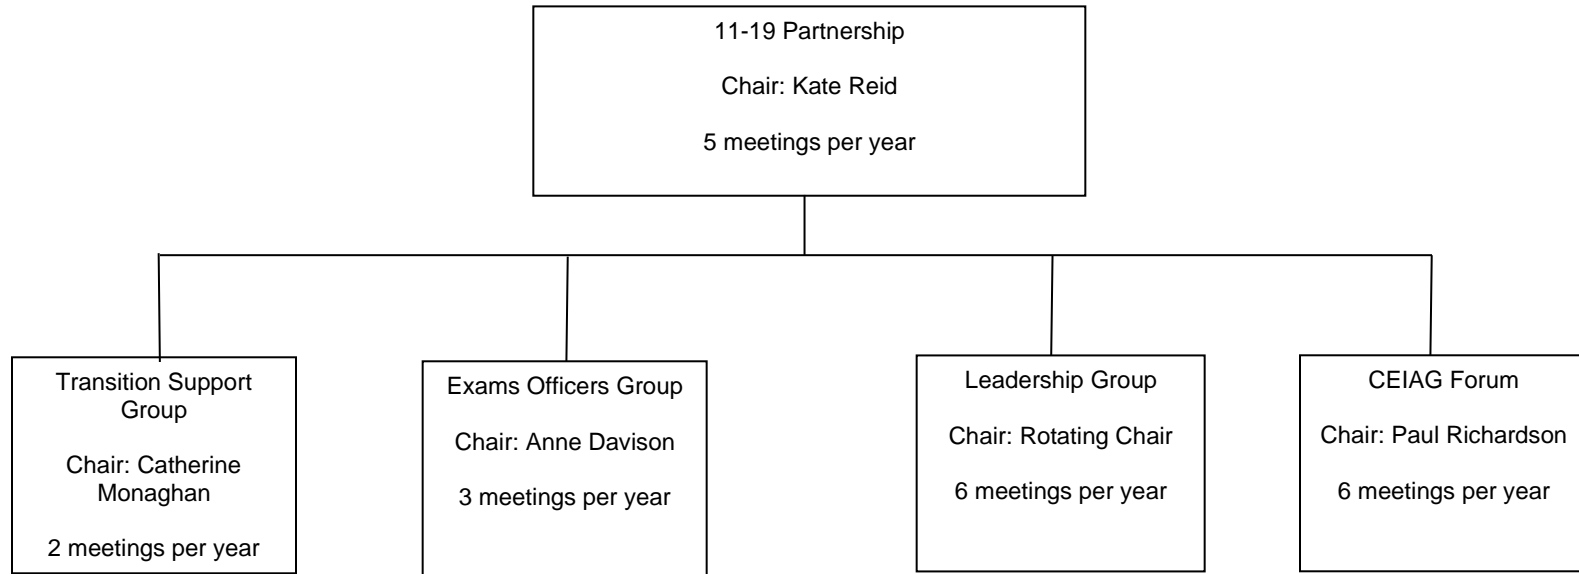 11-19 Partnership
Chair: Kate Reid
5 meetings per year
Transition Support
Group
Chair: Catherine
Monaghan
2 meetings per year
Exams Officers Group
Chair: Anne Davison
3 meetings per year
Leadership Group
Chair: Rotating Chair
6 meetings per year
CEIAG Forum
Chair: Paul Richardson
6 meetings per year